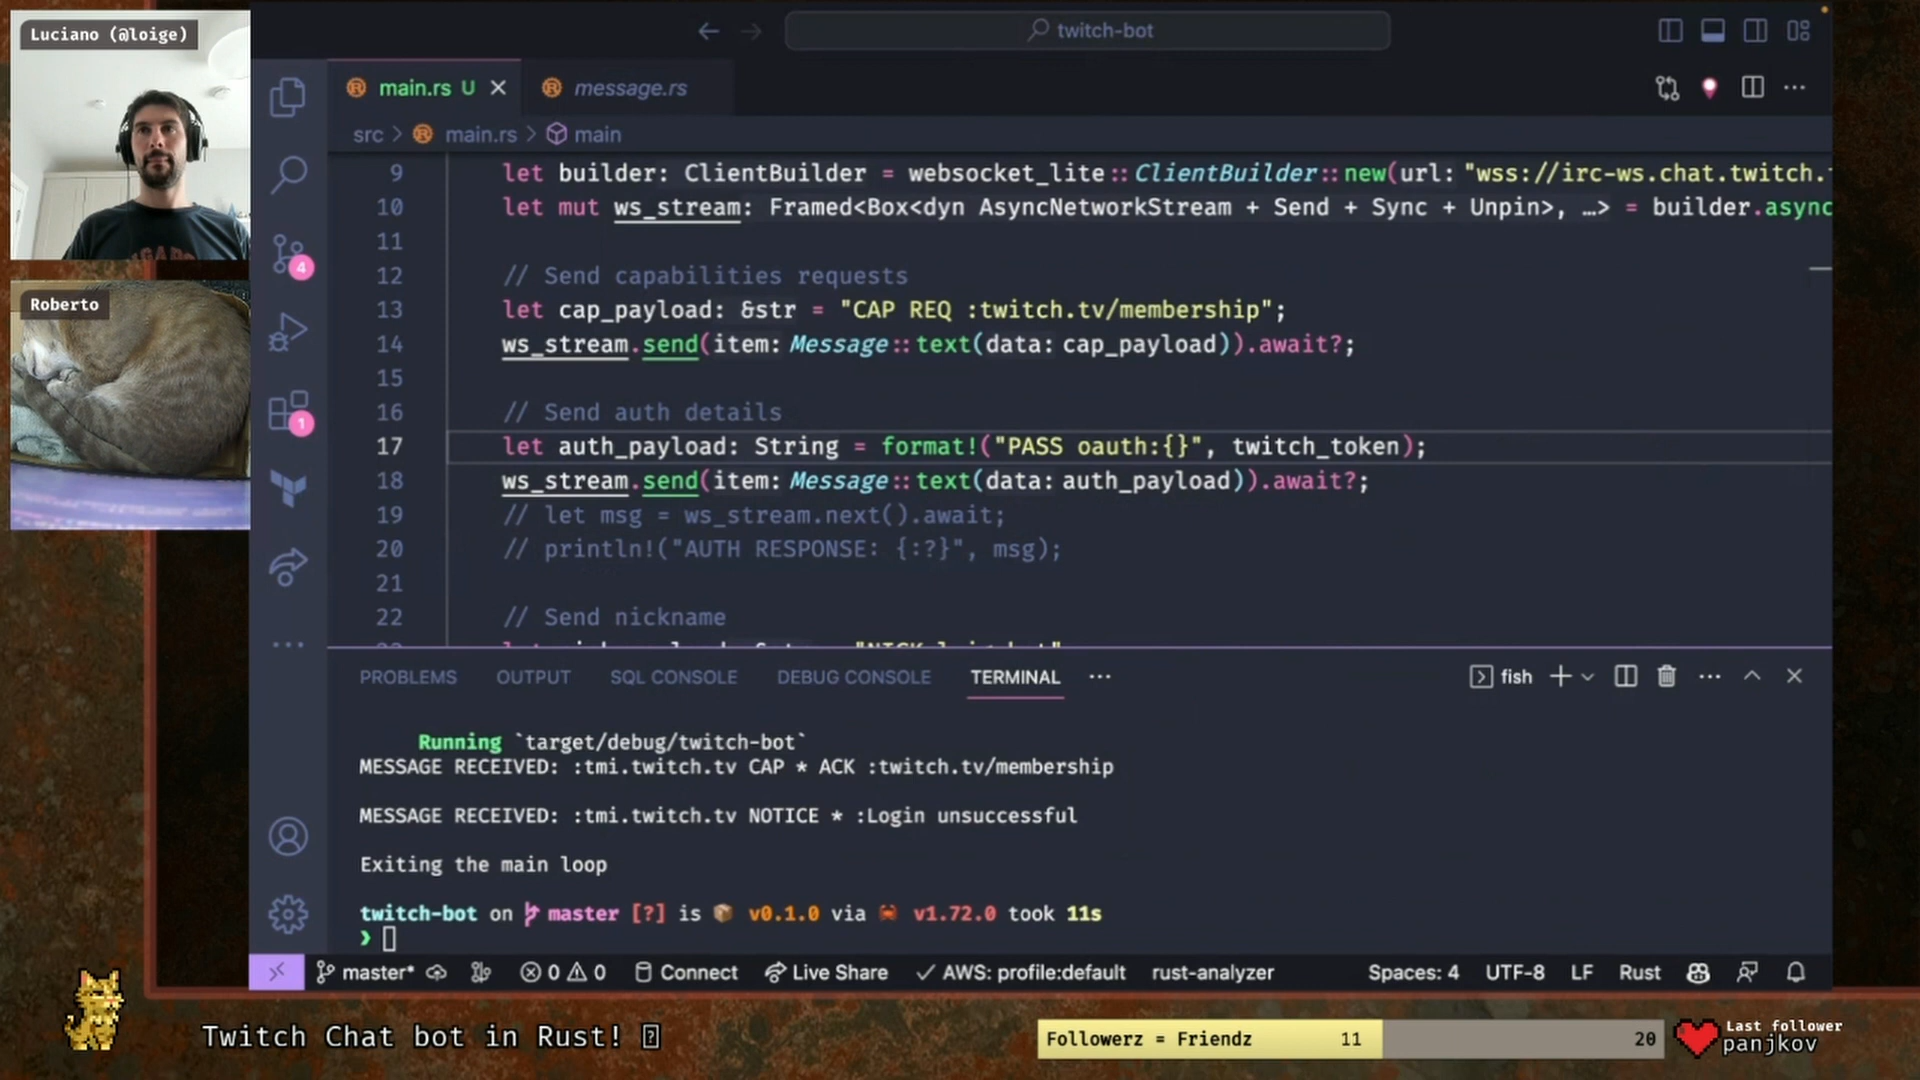 Luciano (@loige)
Roberto
twitch-bot
main.rs U
message.rs
src > main.rs > main
9 let builder: ClientBuilder = websocket_lite::ClientBuilder::new(url: "wss://irc-ws.chat.twitch.
10 let mut ws_stream: Framed<Box<dyn AsyncNetworkStream + Send + Sync + Unpin>, …> = builder.async
11
12 // Send capabilities requests
13 let cap_payload: &str = "CAP REQ :twitch.tv/membership";
14 ws_stream.send(item: Message::text(data: cap_payload)).await?;
15
16 // Send auth details
17 let auth_payload: String = format!("PASS oauth:{}", twitch_token);
18 ws_stream.send(item: Message::text(data: auth_payload)).await?;
19 // let msg = ws_stream.next().await;
20 // println!("AUTH RESPONSE: {:?}", msg);
21
22 // Send nickname
4
1
PROBLEMS OUTPUT SQL CONSOLE DEBUG CONSOLE TERMINAL ...
fish
Running `target/debug/twitch-bot`
MESSAGE RECEIVED: :tmi.twitch.tv CAP * ACK :twitch.tv/membership
MESSAGE RECEIVED: :tmi.twitch.tv NOTICE * :Login unsuccessful
Exiting the main loop
twitch-bot on master [?] is v0.1.0 via v1.72.0 took 11s
❯
master* 0 0 Connect Live Share AWS: profile:default rust-analyzer Spaces: 4 UTF-8 LF Rust
Twitch Chat bot in Rust!
Followerz = Friendz 11 20
Last follower
panjkov